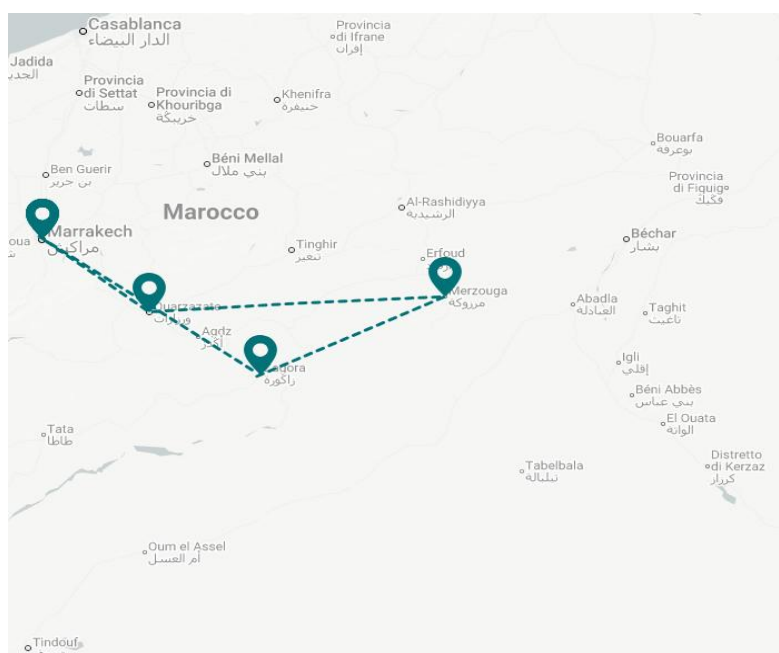 Casablanca
الدار البيضاء
Provincia
di Ifrane
إفران
Jadida
Provincia
di Settat
سطات
Provincia di
Khouribga
خريبكة
Khenifra
خنيفرة
Bouarfa
بوعرفة
Ben Guerir
بن جرير
Béni Mellal
بني ملال
Provincia
di Figuig
فكيك
Marocco
Al-Rashidiyya
الرشيدية
Marrakech
مراكش
oua
Tinghir
تنغير
Erfoud
Béchar
بشار
Merzouga
مرزوكة
Abadla
العبادلة
Taghit
تاغيت
Ouarzazate
Agdz
أكدز
Igli
إقلي
Zagora
زاكورة
Béni Abbès
بني عباس
El Ouata
الواتة
Tata
طاطا
Tabelbala
تبلبالة
Distretto
di Kerzaz
كرزاز
Oum el Assel
أم العسل
Tindouf